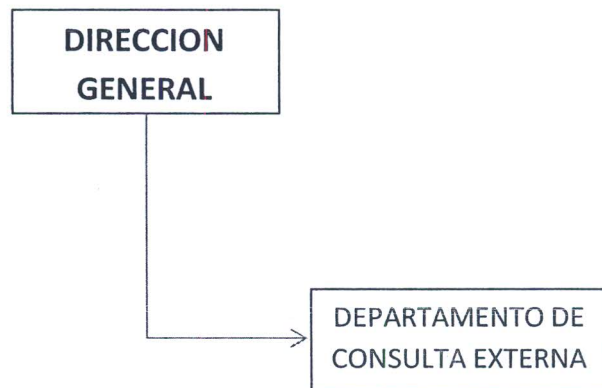 DIRECCION
GENERAL
DEPARTAMENTO DE
CONSULTA EXTERNA